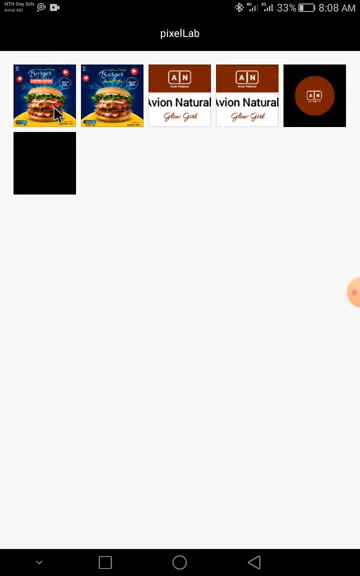 MTN-Stay Safe
Airtel NG
33%
8:08 AM
pixelLab
Burger
Burger
A N
Avion Natural
Glow Girl
A N
Avion Natural
Glow Girl
A N